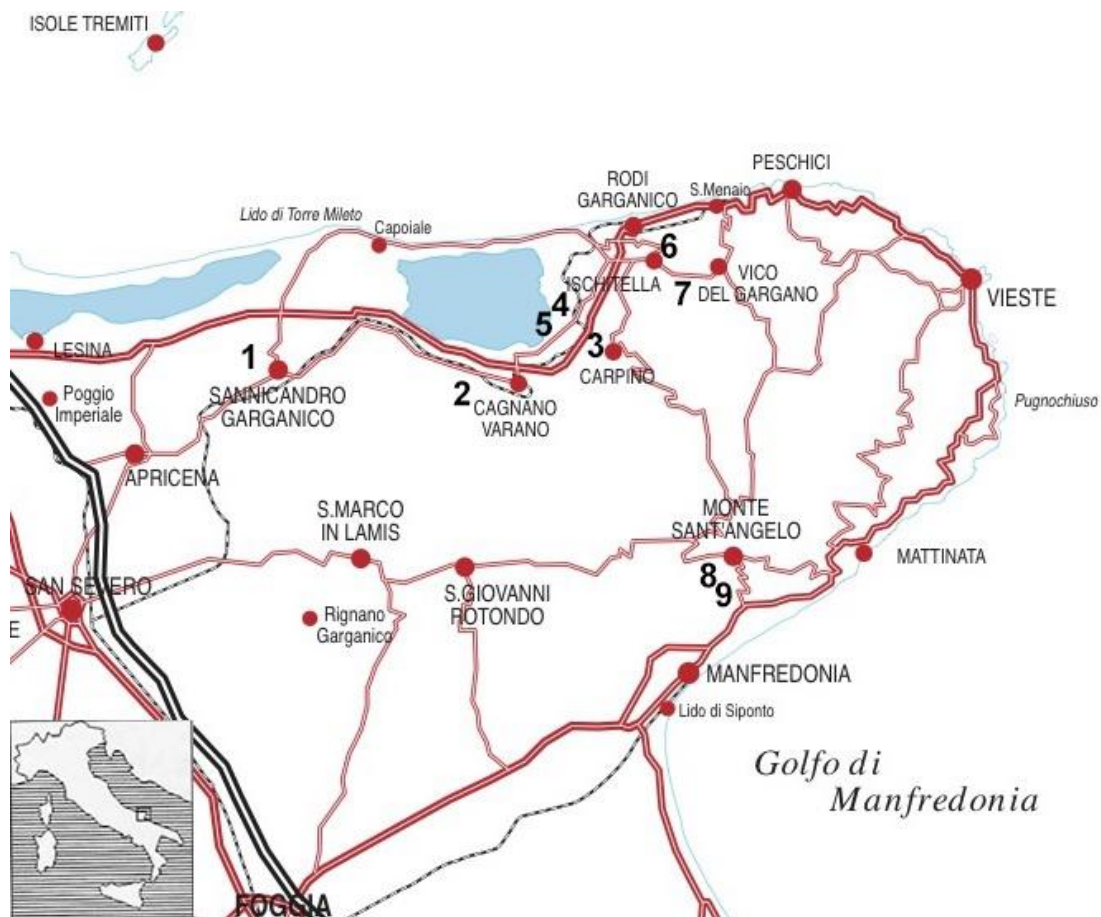 ISOLE TREMITI
PESCHICI
RODI
GARGANICO
S.Menaio
Lido di Torre Mileto
Capoiale
6
ISCHITELLA
7
VICO
DEL GARGANO
VIESTE
4
5
LESINA
1
SANNICANDRO
GARGANICO
3
CARPINO
2
CAGNANO
VARANO
Poggio
Imperiale
Pugnochiuso
APRICENA
S.MARCO
IN LAMIS
MONTE
SANT'ANGELO
MATTINATA
8
9
SAN SEVERO
S.GIOVANNI
ROTONDO
E
Rignano
Garganico
MANFREDONIA
Lido di Siponto
Golfo di
Manfredonia
FOGGIA